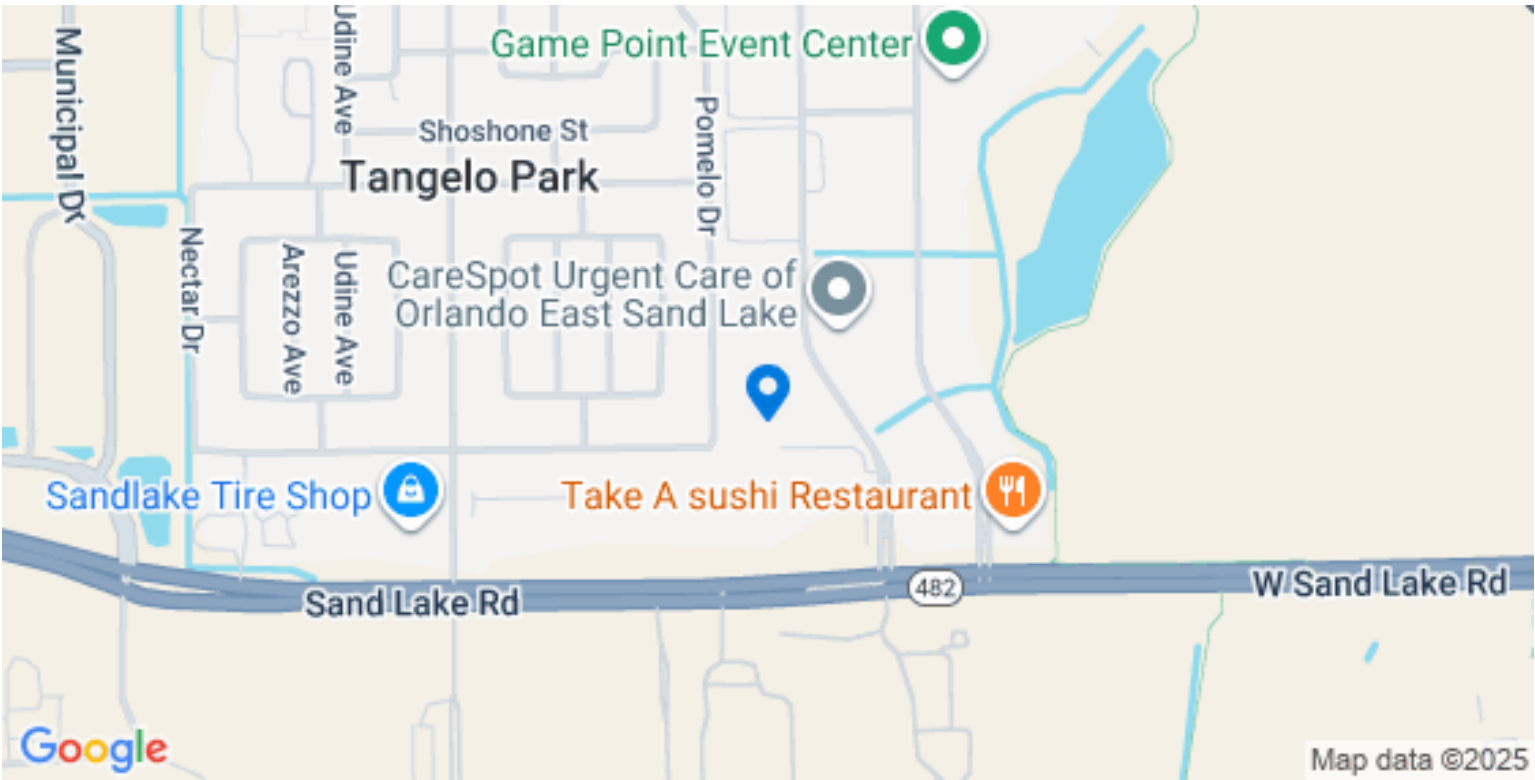 Municipal Dr
Udine Ave
Game Point Event Center
Shoshone St
Tangelo Park
Pomelo Dr
Nectar Dr
Arezzo Ave
Udine Ave
CareSpot Urgent Care of
Orlando East Sand Lake
Sandlake Tire Shop
Take A sushi Restaurant
Sand Lake Rd
482
W Sand Lake Rd
Google
Map data ©2025